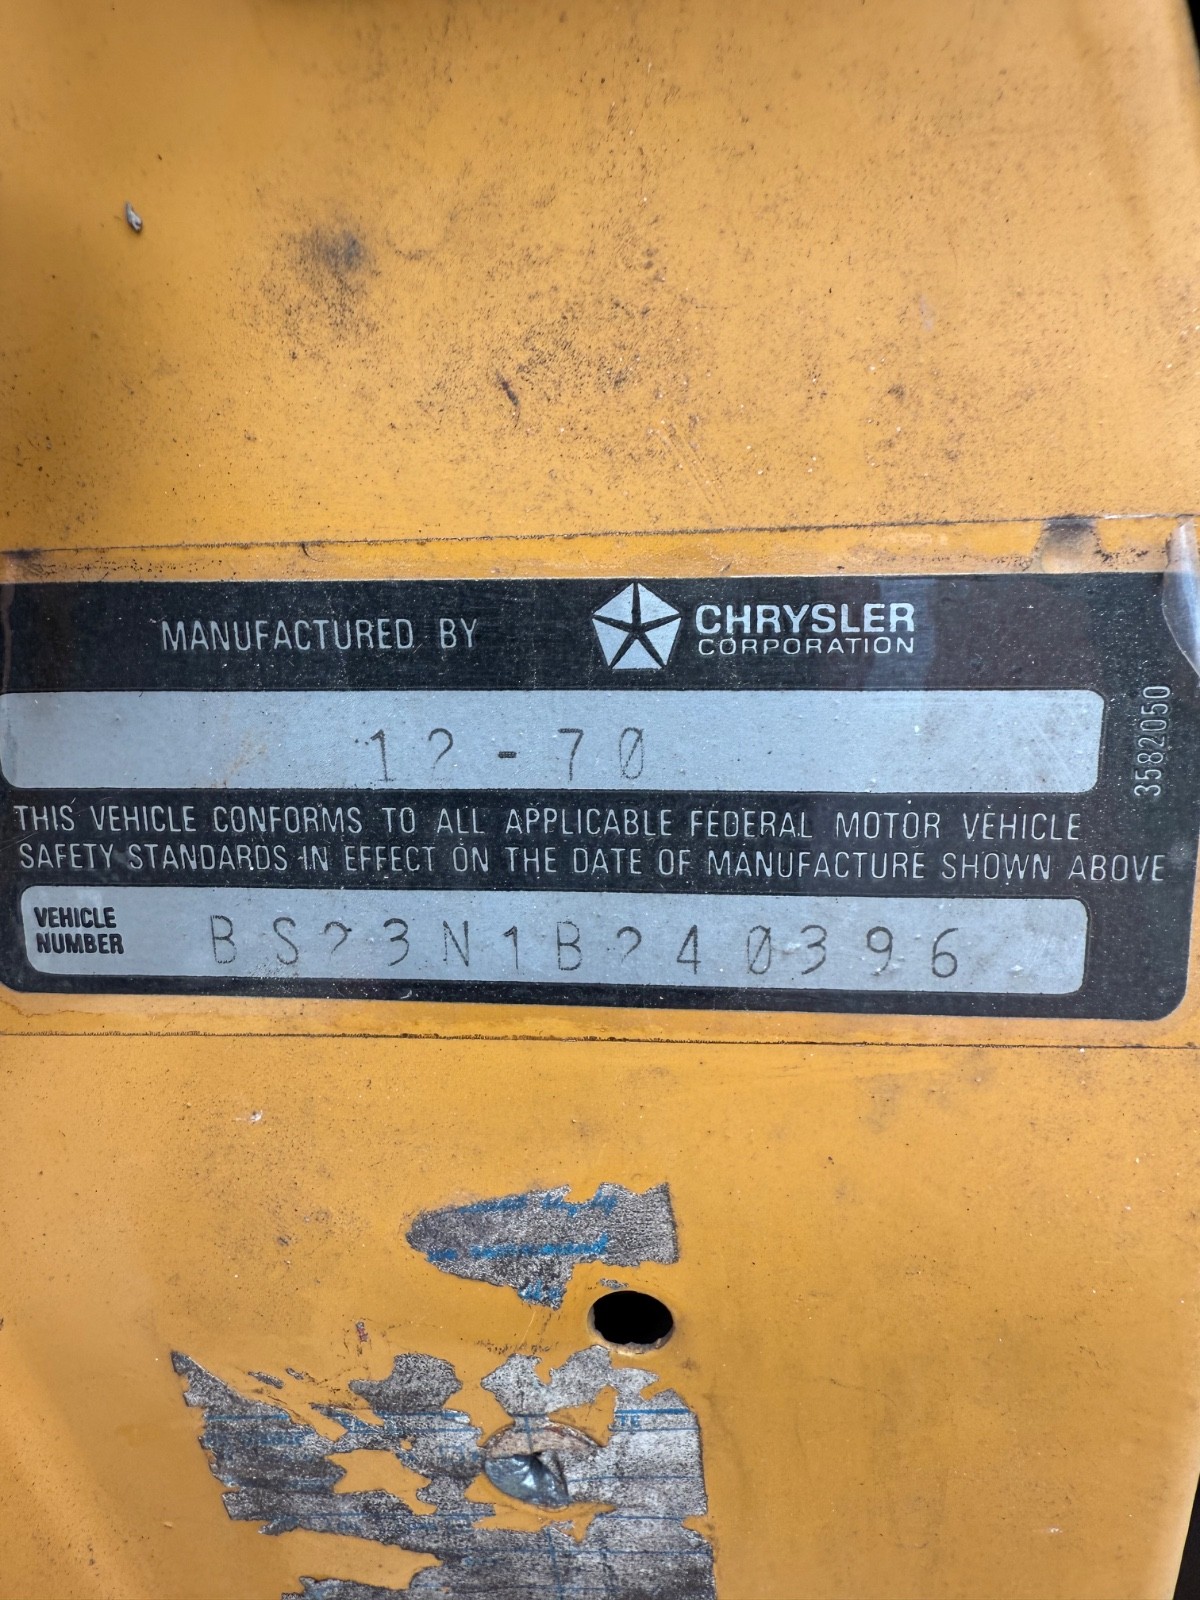 MANUFACTURED BY CHRYSLER CORPORATION
12-70
3582050
THIS VEHICLE CONFORMS TO ALL APPLICABLE FEDERAL MOTOR VEHICLE
SAFETY STANDARDS IN EFFECT ON THE DATE OF MANUFACTURE SHOWN ABOVE
VEHICLE NUMBER BS23N1B240396